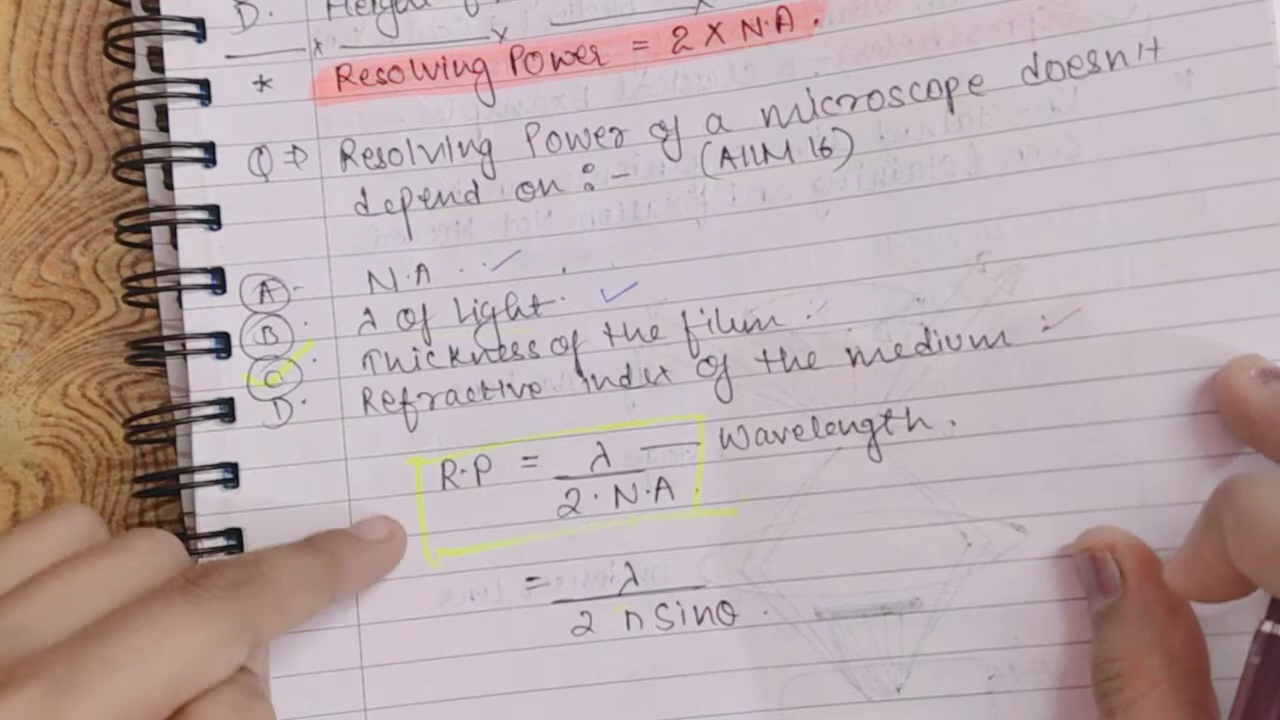 D. Height
* Resolving Power = 2 X N.A.
Q ⇒ Resolving Power of a microscope doesn't
depend on :- (AIIM 16)
A - N.A. ✓
B. λ of light. ✓
C. Thickness of the film :
D. Refractive index of the medium :
R.P = λ / 2. N.A — Wavelength.
= λ / 2 n sinθ.